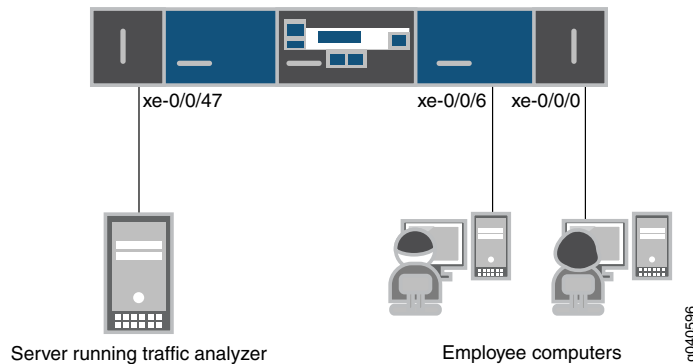 xe-0/0/47
xe-0/0/6
xe-0/0/0
Server running traffic analyzer
Employee computers
g040596